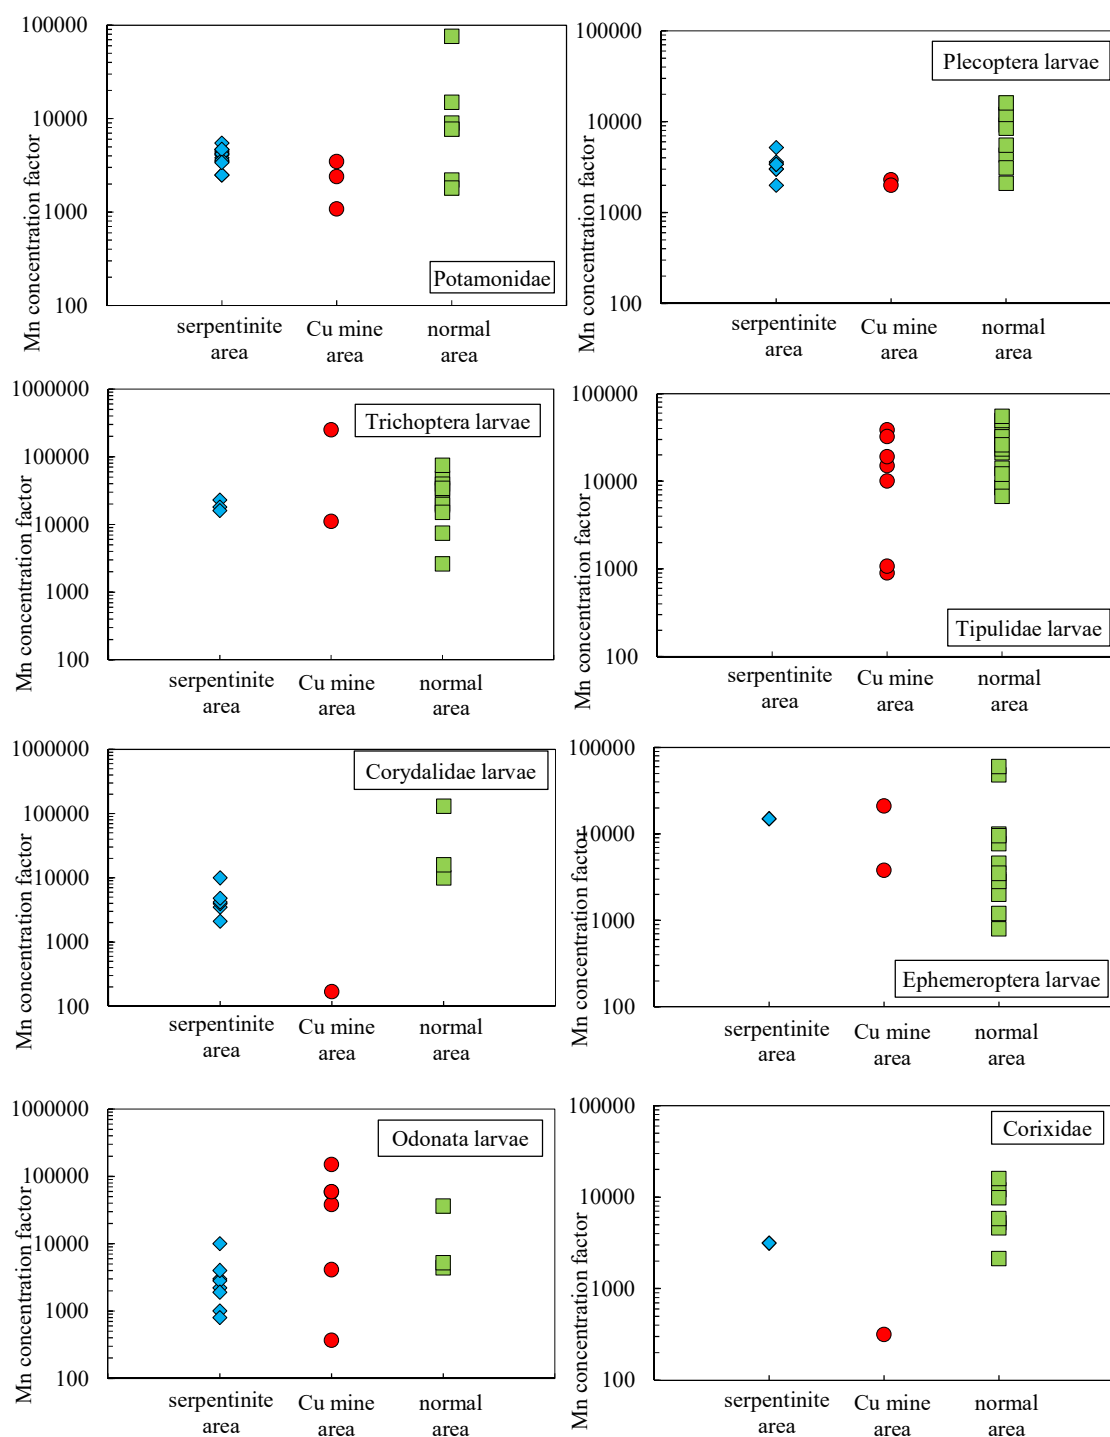 Mn concentration factor
100000
10000
1000
100
Potamonidae
serpentinite
area
Cu mine
area
normal
area
Mn concentration factor
100000
10000
1000
100
Plecoptera larvae
serpentinite
area
Cu mine
area
normal
area
Mn concentration factor
1000000
100000
10000
1000
100
Trichoptera larvae
serpentinite
area
Cu mine
area
normal
area
Mn concentration factor
100000
10000
1000
100
Tipulidae larvae
serpentinite
area
Cu mine
area
normal
area
Mn concentration factor
1000000
100000
10000
1000
100
Corydalidae larvae
serpentinite
area
Cu mine
area
normal
area
Mn concentration factor
100000
10000
1000
100
Ephemeroptera larvae
serpentinite
area
Cu mine
area
normal
area
Mn concentration factor
1000000
100000
10000
1000
100
Odonata larvae
serpentinite
area
Cu mine
area
normal
area
Mn concentration factor
100000
10000
1000
100
Corixidae
serpentinite
area
Cu mine
area
normal
area